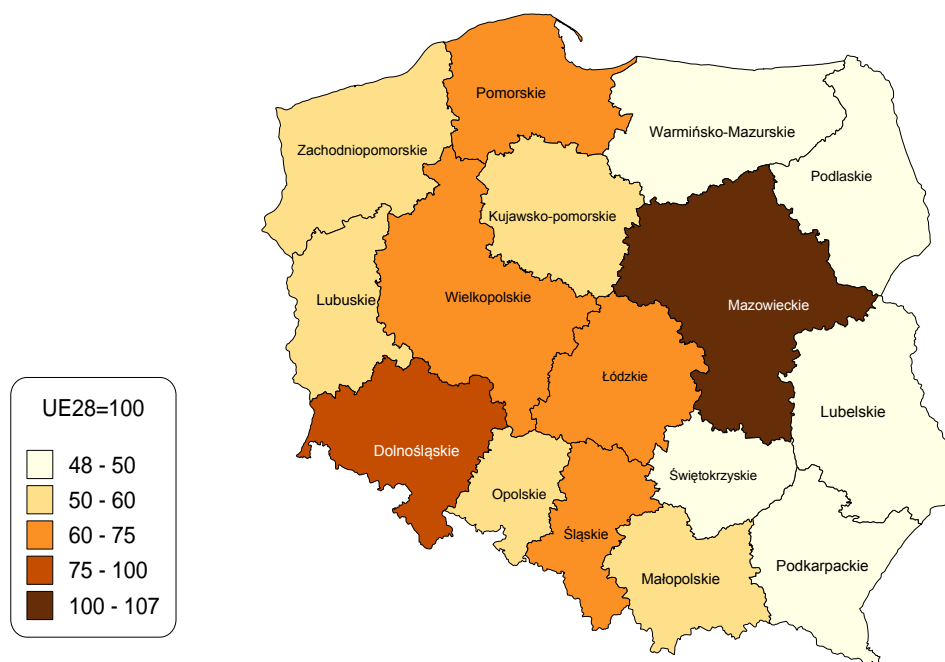 Pomorskie
Warmińsko-Mazurskie
Zachodniopomorskie
Podlaskie
Kujawsko-pomorskie
Lubuskie
Wielkopolskie
Mazowieckie
Łódzkie
Lubelskie
Dolnośląskie
Świętokrzyskie
Opolskie
Śląskie
Małopolskie
Podkarpackie
UE28=100
48 - 50
50 - 60
60 - 75
75 - 100
100 - 107